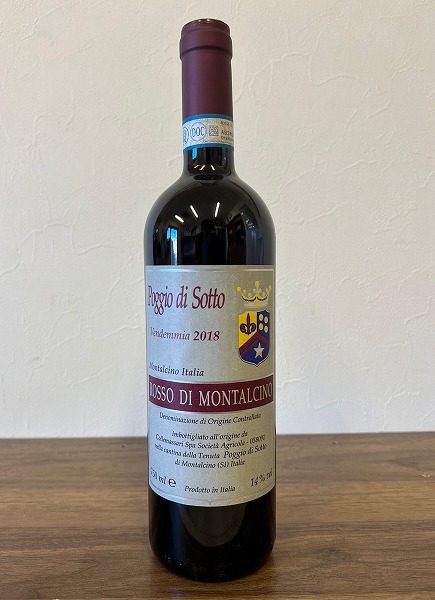 DOC
Poggio di Sotto
Vendemmia 2018
Montalcino Italia
ROSSO DI MONTALCINO
Denominazione di Origine Controllata
Imbottigliato all'origine da
Collemassari Spa Società Agricola - 058091
nella cantina della Tenuta Poggio di Sotto
di Montalcino (SI) Italia
750 ml e 14% vol
Prodotto in Italia